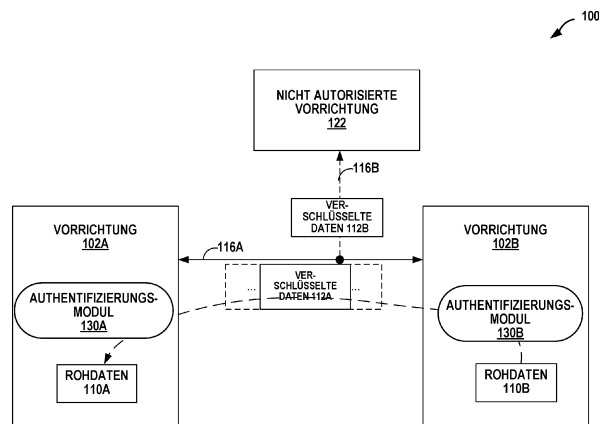 100
NICHT AUTORISIERTE
VORRICHTUNG
122
116B
VER-
SCHLÜSSELTE
DATEN 112B
VORRICHTUNG
102A
116A
VORRICHTUNG
102B
... VER- ...
SCHLÜSSELTE
DATEN 112A
AUTHENTIFIZIERUNGS-
MODUL
130A
AUTHENTIFIZIERUNGS-
MODUL
130B
ROHDATEN
110A
ROHDATEN
110B